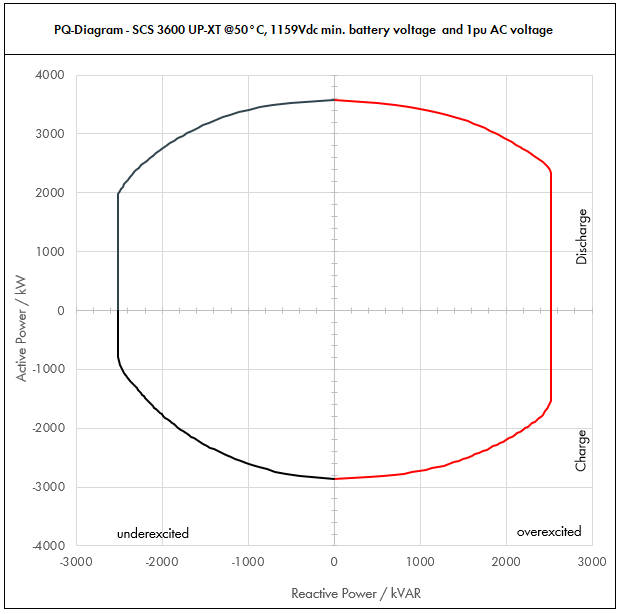 PQ-Diagram - SCS 3600 UP-XT @50°C, 1159Vdc min. battery voltage and 1pu AC voltage
4000
3000
2000
1000
0
-1000
-2000
-3000
-4000
Active Power / kW
Discharge
Charge
underexcited
overexcited
-3000 -2000 -1000 0 1000 2000 3000
Reactive Power / kVAR